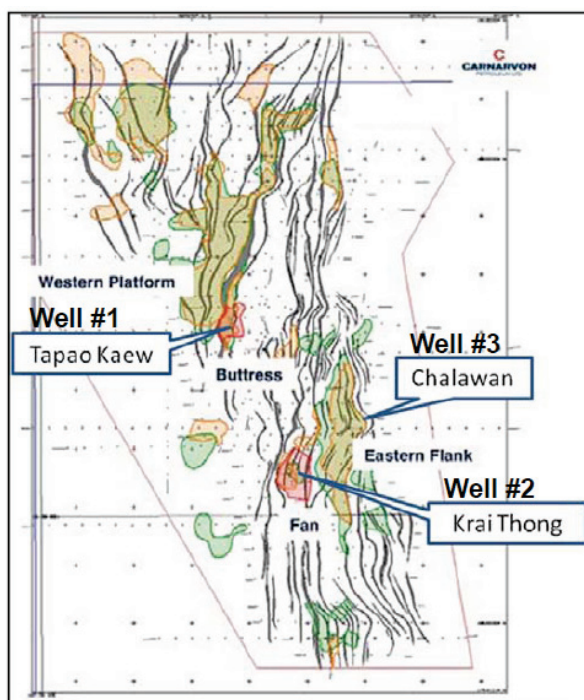 CARNARVON
PETROLEUM LTD
Western Platform
Well #1
Tapao Kaew
Well #3
Chalawan
Buttress
Eastern Flank
Well #2
Krai Thong
Fan